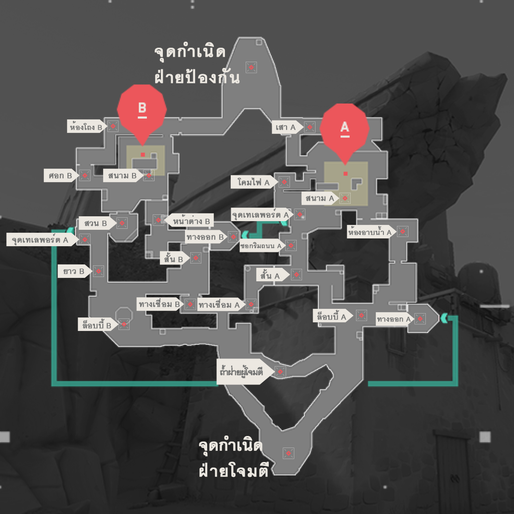 จุดกำเนิด
ฝ่ายป้องกัน
B
A
ห้องโถง B
เสา A
ศอก B
สนาม B
โคมไฟ A
สนาม A
สวน B
หน้าต่าง B
จุดเทเลพอร์ต A
ทางออก B
จุดเทเลพอร์ต A
ซอกริมถนน A
ห้องอาบน้ำ A
สั้น B
ยาว B
สั้น A
ทางเชื่อม B
ทางเชื่อม A
ล็อบบี้ B
ล็อบบี้ A
ทางออก A
ถ้ำฝ่ายผู้โจมตี
จุดกำเนิด
ฝ่ายโจมตี